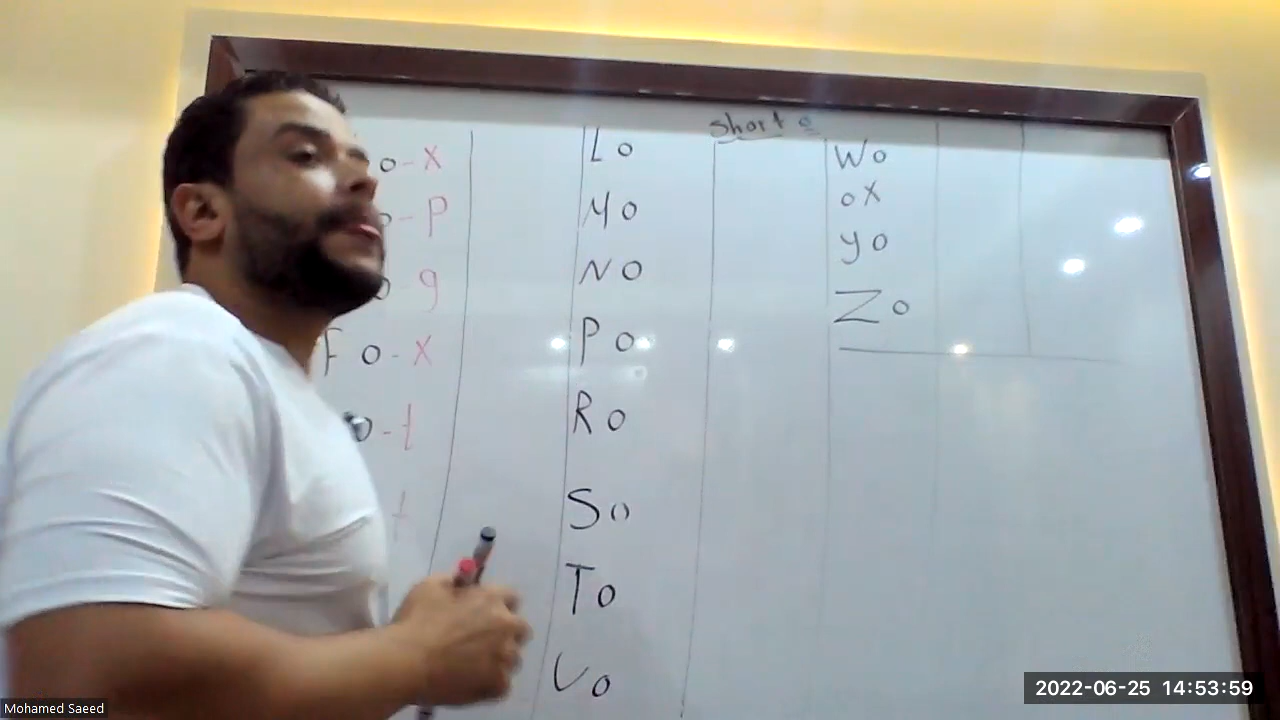 short o
o-x
o-p
o g
Fo-x
o-t
t
Lo
Mo
No
Po
Ro
So
To
Vo
Wo
ox
yo
Zo
Mohamed Saeed
2022-06-25 14:53:59